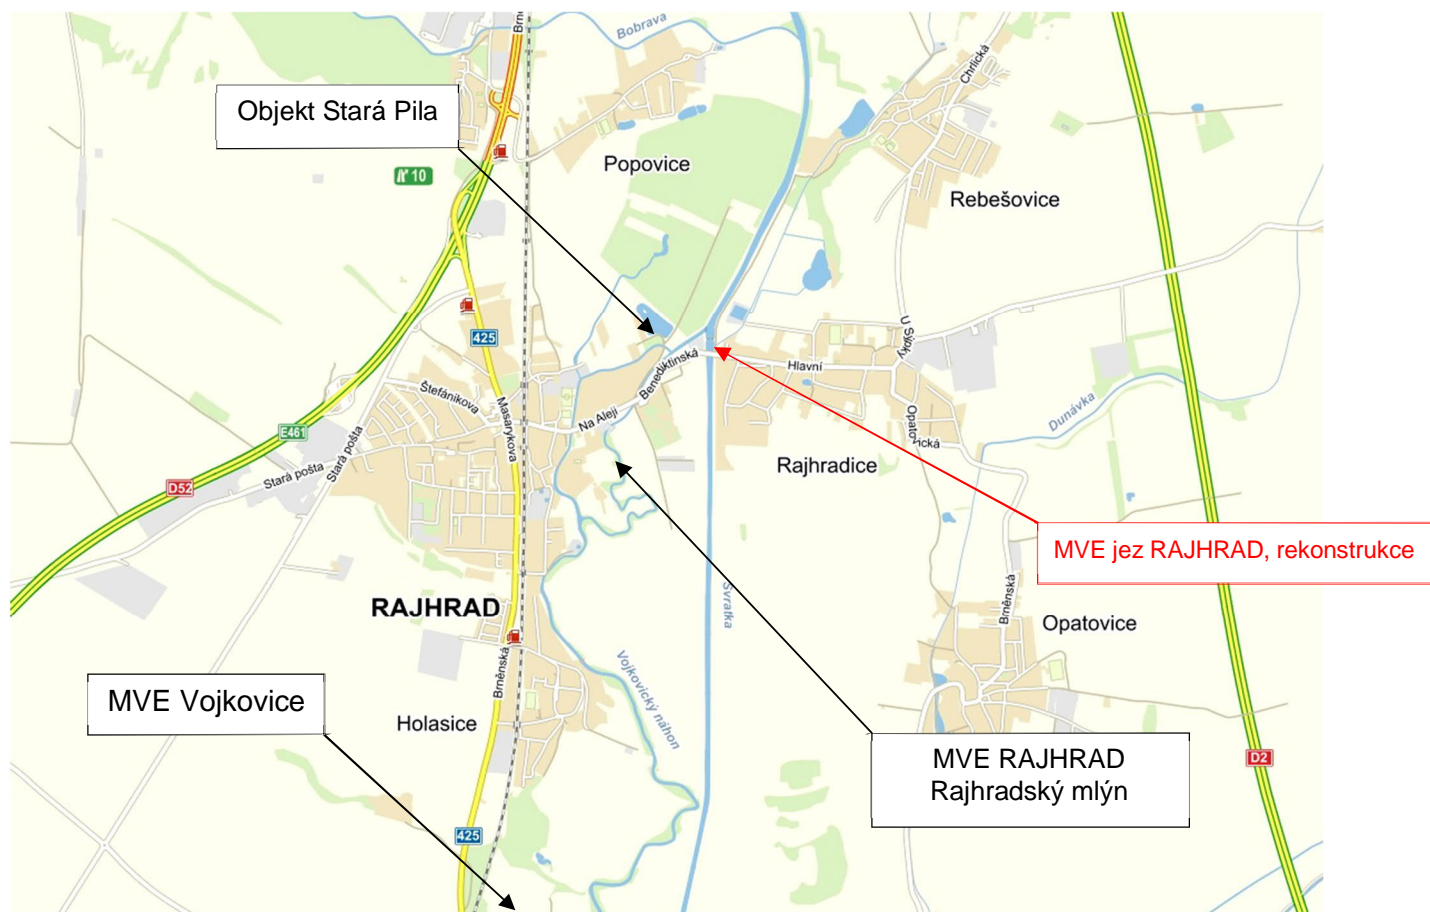 Brně
Bobrava
Chrlická
Objekt Stará Pila
Popovice
10
Rebešovice
425
U Sýpky
Hlavní
Benediktinská
Štefánikova
Masarykova
Na Aleji
Dunávka
Opatovická
E461
Stará pošta
Stará pošta
Rajhradice
D52
MVE jez RAJHRAD, rekonstrukce
Svratka
Brněnská
RAJHRAD
Opatovice
Vojkovický náhon
Brněnská
MVE Vojkovice
Holasice
MVE RAJHRAD
Rajhradský mlýn
D2
425